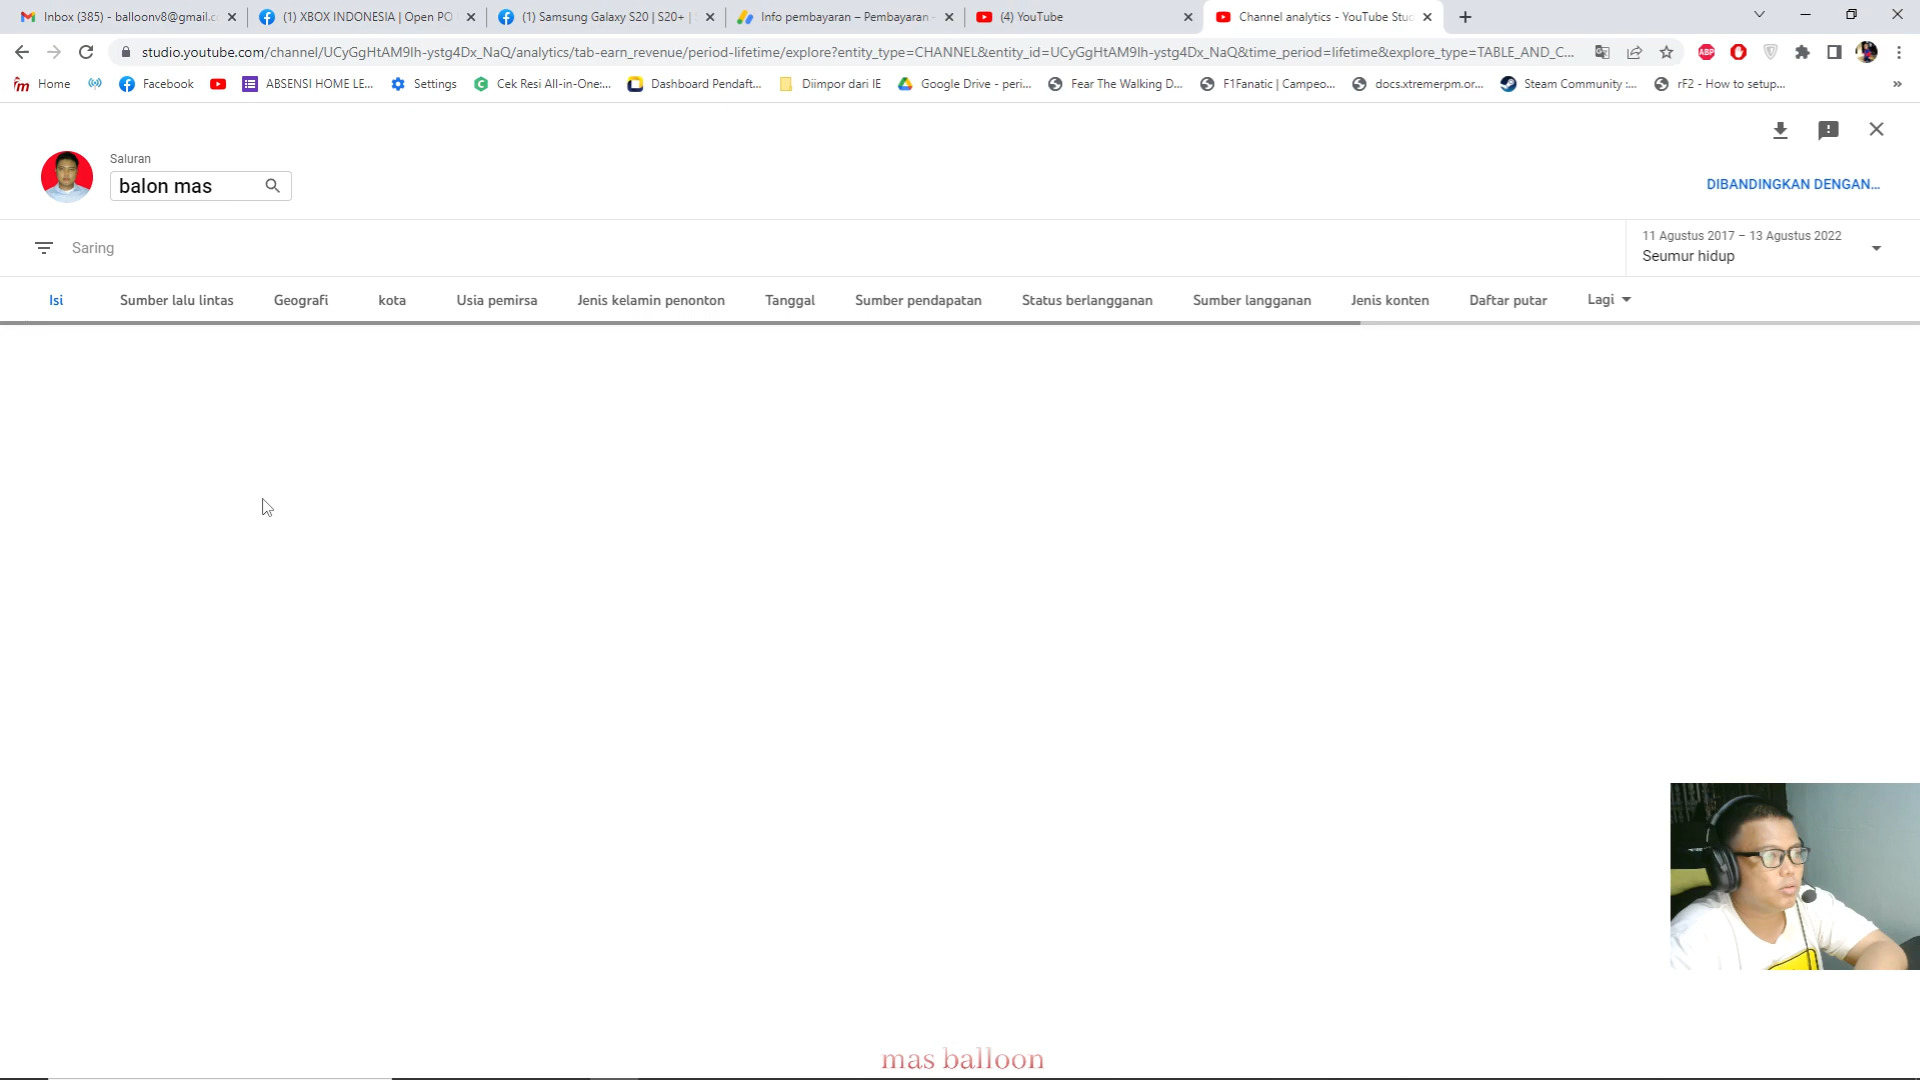 Inbox (385) - balloonv8@gmail.c
(1) XBOX INDONESIA | Open PO
(1) Samsung Galaxy S20 | S20+ |
Info pembayaran – Pembayaran -
(4) YouTube
Channel analytics - YouTube Stud
studio.youtube.com/channel/UCyGgHtAM9Ih-ystg4Dx_NaQ/analytics/tab-earn_revenue/period-lifetime/explore?entity_type=CHANNEL&entity_id=UCyGgHtAM9Ih-ystg4Dx_NaQ&time_period=lifetime&explore_type=TABLE_AND_C...
ABP
Home
Facebook
ABSENSI HOME LE...
Settings
Cek Resi All-in-One:...
Dashboard Pendaft...
Diimpor dari IE
Google Drive - peri...
Fear The Walking D...
F1Fanatic | Campeo...
docs.xtremerpm.or...
Steam Community :...
rF2 - How to setup...
Saluran
balon mas
DIBANDINGKAN DENGAN...
Saring
11 Agustus 2017 – 13 Agustus 2022
Seumur hidup
Isi
Sumber lalu lintas
Geografi
kota
Usia pemirsa
Jenis kelamin penonton
Tanggal
Sumber pendapatan
Status berlangganan
Sumber langganan
Jenis konten
Daftar putar
Lagi
mas balloon